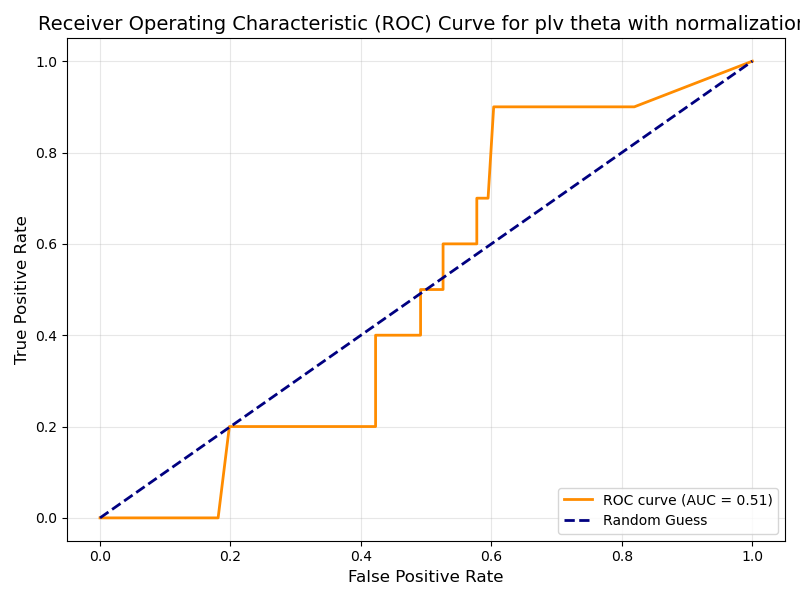 Receiver Operating Characteristic (ROC) Curve for plv theta with normalization
True Positive Rate
1.0
0.8
0.6
0.4
0.2
0.0
0.0 0.2 0.4 0.6 0.8 1.0
False Positive Rate
ROC curve (AUC = 0.51)
Random Guess